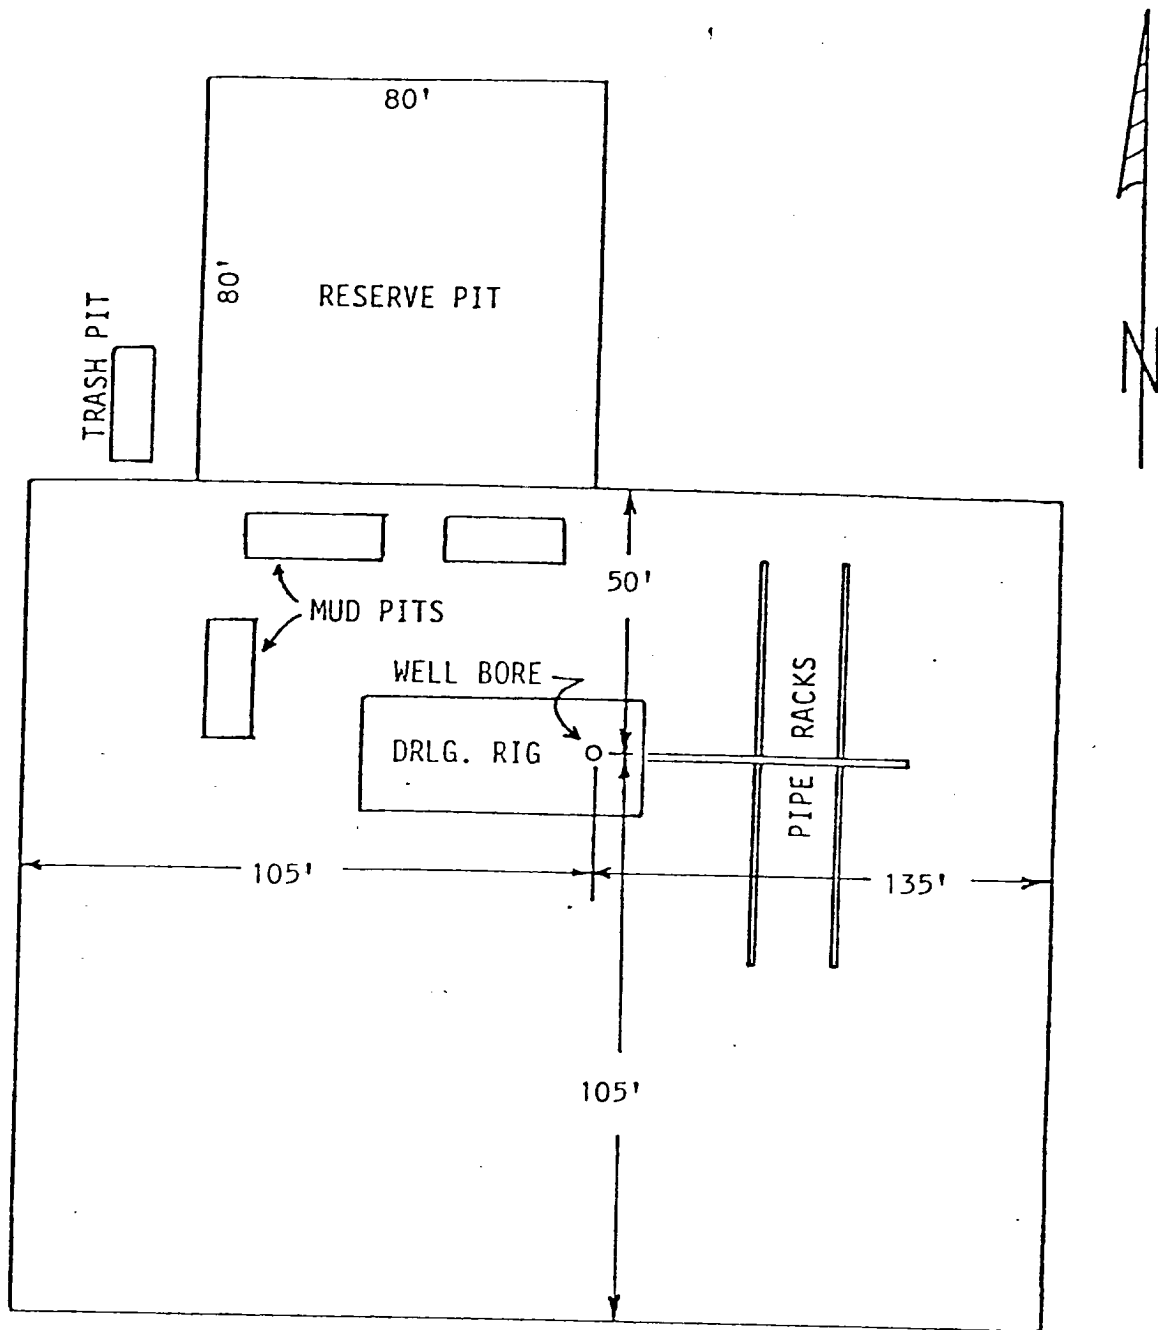 80'
80'
RESERVE PIT
TRASH PIT
N
50'
MUD PITS
WELL BORE
DRLG. RIG
PIPE RACKS
105'
135'
105'